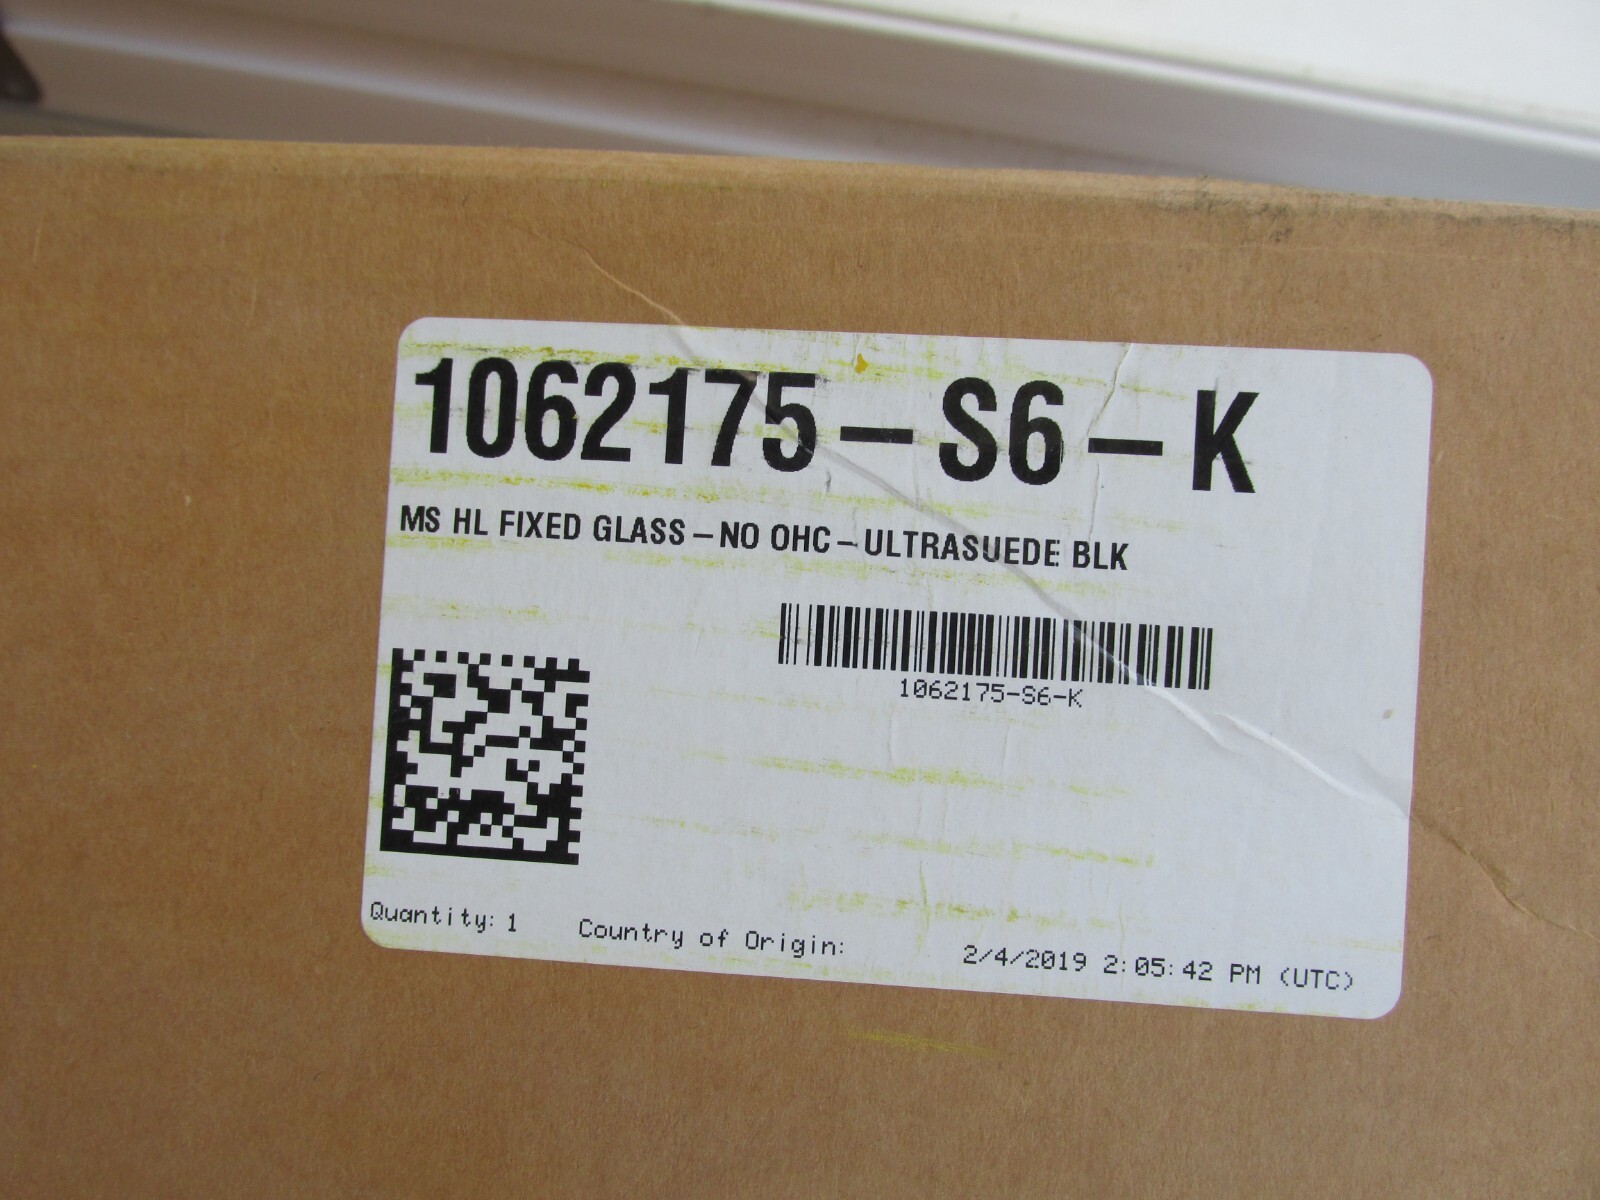 1062175-S6-K
MS HL FIXED GLASS-NO OHC-ULTRASUEDE BLK
1062175-S6-K
Quantity: 1 Country of Origin: 2/4/2019 2:05:42 PM (UTC)